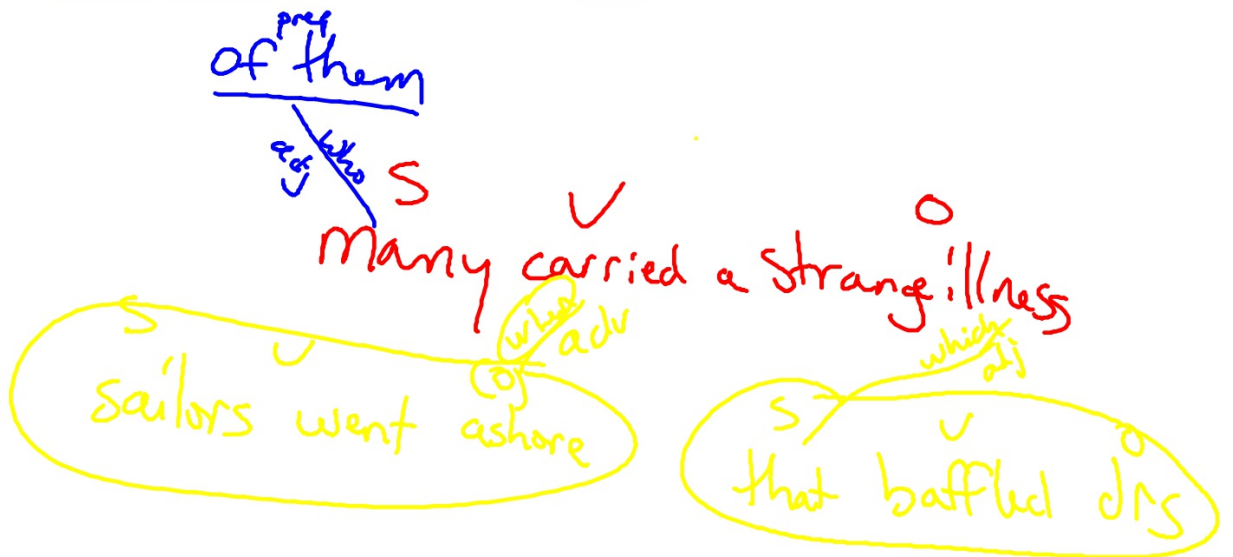 prep
of them
adj who
S V O
Many carried a strange illness
when adv
which adj
S V (O)
sailors went ashore
S V O
that baffled drs